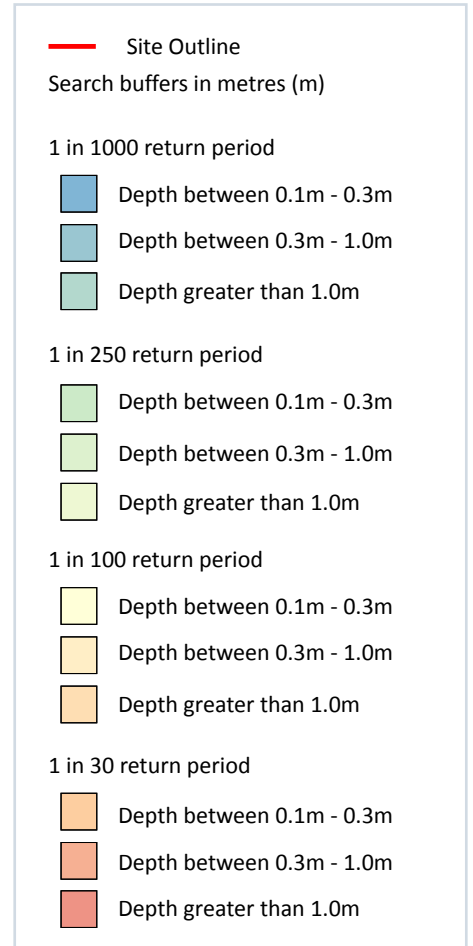 Site Outline
Search buffers in metres (m)
1 in 1000 return period
Depth between 0.1m - 0.3m
Depth between 0.3m - 1.0m
Depth greater than 1.0m
1 in 250 return period
Depth between 0.1m - 0.3m
Depth between 0.3m - 1.0m
Depth greater than 1.0m
1 in 100 return period
Depth between 0.1m - 0.3m
Depth between 0.3m - 1.0m
Depth greater than 1.0m
1 in 30 return period
Depth between 0.1m - 0.3m
Depth between 0.3m - 1.0m
Depth greater than 1.0m